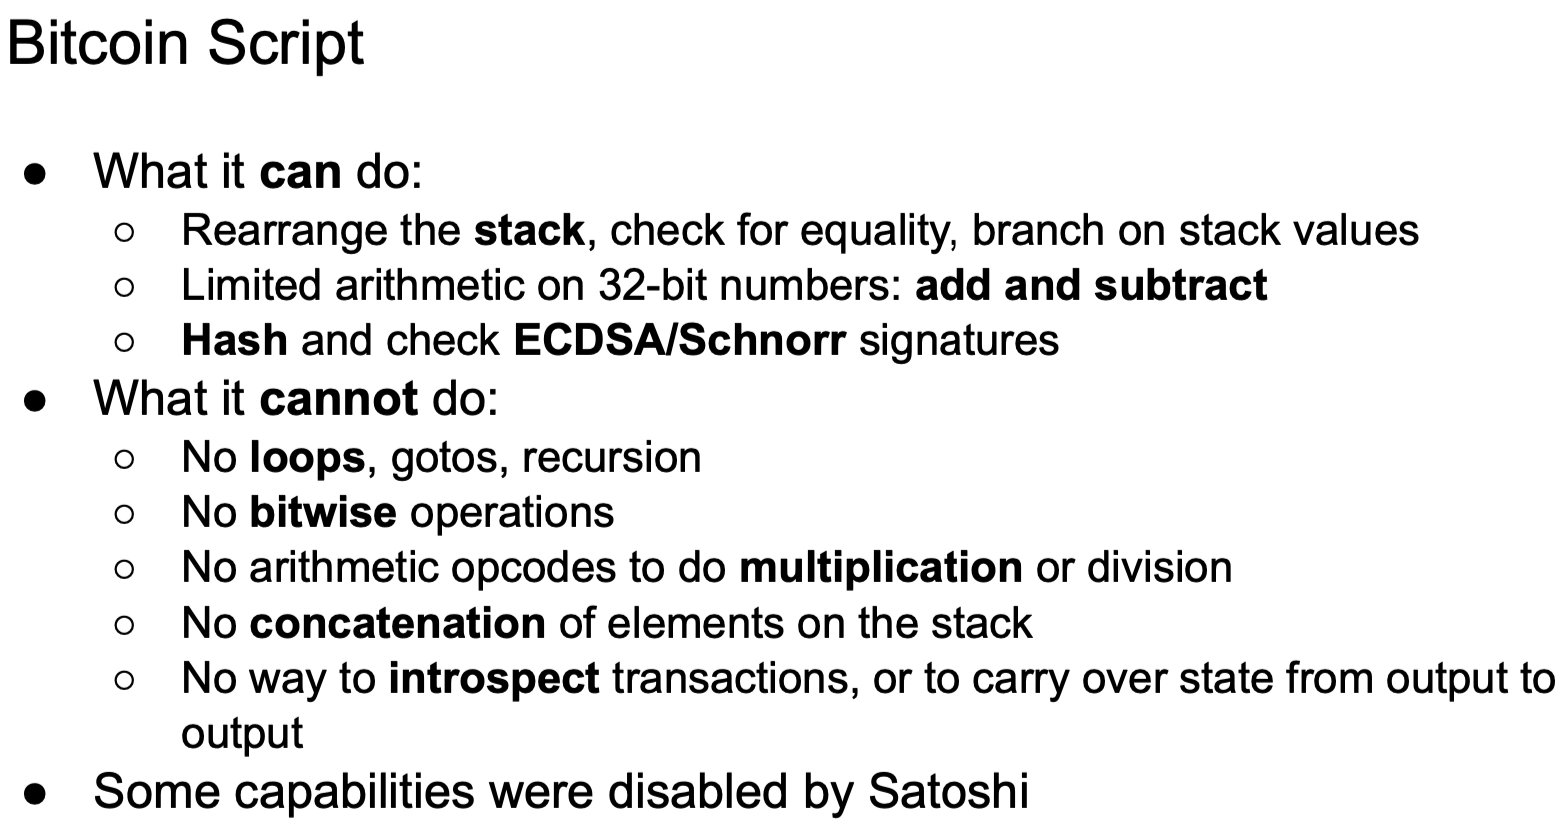 Bitcoin Script
● What it can do:
○ Rearrange the stack, check for equality, branch on stack values
○ Limited arithmetic on 32-bit numbers: add and subtract
○ Hash and check ECDSA/Schnorr signatures
● What it cannot do:
○ No loops, gotos, recursion
○ No bitwise operations
○ No arithmetic opcodes to do multiplication or division
○ No concatenation of elements on the stack
○ No way to introspect transactions, or to carry over state from output to
output
● Some capabilities were disabled by Satoshi